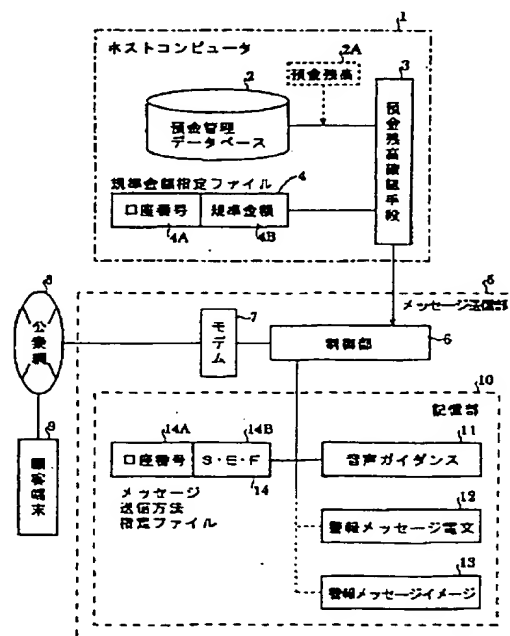 1
ホストコンピュータ
2A
預金残高
3
2
預金管理
データベース
預金残高確認手段
規準金額指定ファイル
4
口座番号
規準金額
4A
4B
5
メッセージ送信部
8
公衆網
7
モデム
制御部
6
10
記憶部
9
顧客端末
14A
14B
11
口座番号
S・E・F
音声ガイダンス
14
メッセージ
送信方法
指定ファイル
12
警報メッセージ電文
13
警報メッセージイメージ